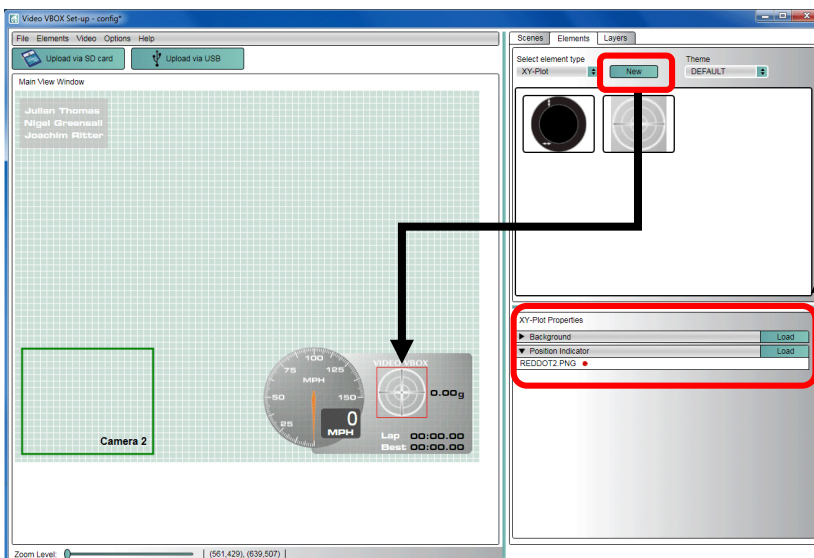 Video VBOX Set-up - config*
File Elements Video Options Help
Upload via SD card
Upload via USB
Main View Window
Julian Thomas
Nigel Greensall
Joachim Ritter
Camera 2
100
75
125
MPH
50
150
25
0
MPH
VIDEO VBOX
0.00g
Lap 00:00.00
Best 00:00.00
Zoom Level:
(561,429), (639,507)
Scenes Elements Layers
Select element type
XY-Plot
New
Theme
DEFAULT
XY-Plot Properties
Background
Load
Position Indicator
Load
REDDOT2.PNG